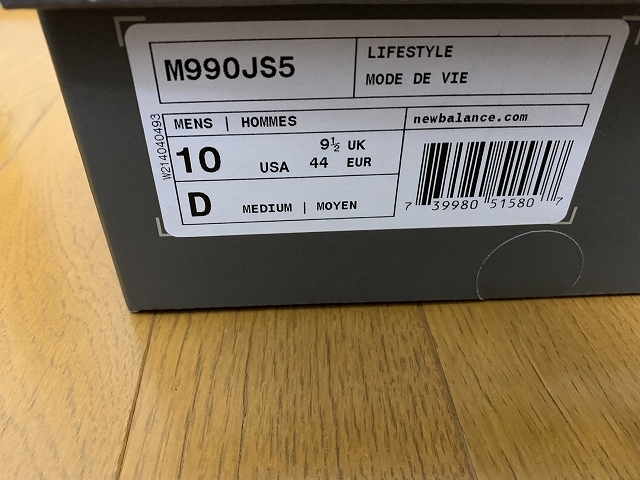 M990JS5
LIFESTYLE
MODE DE VIE
MENS | HOMMES
newbalance.com
10 USA
9½ UK
44 EUR
D MEDIUM | MOYEN
W214040493
7 39980 51580 7